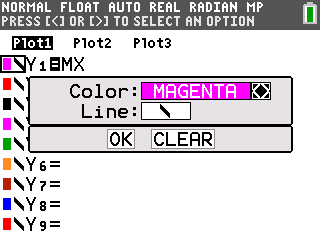 NORMAL FLOAT AUTO REAL RADIAN MP
PRESS [<] OR [>] TO SELECT AN OPTION
Plot1 Plot2 Plot3
Y1=MX
Color: MAGENTA
Line:
OK CLEAR
Y6=
Y7=
Y8=
Y9=